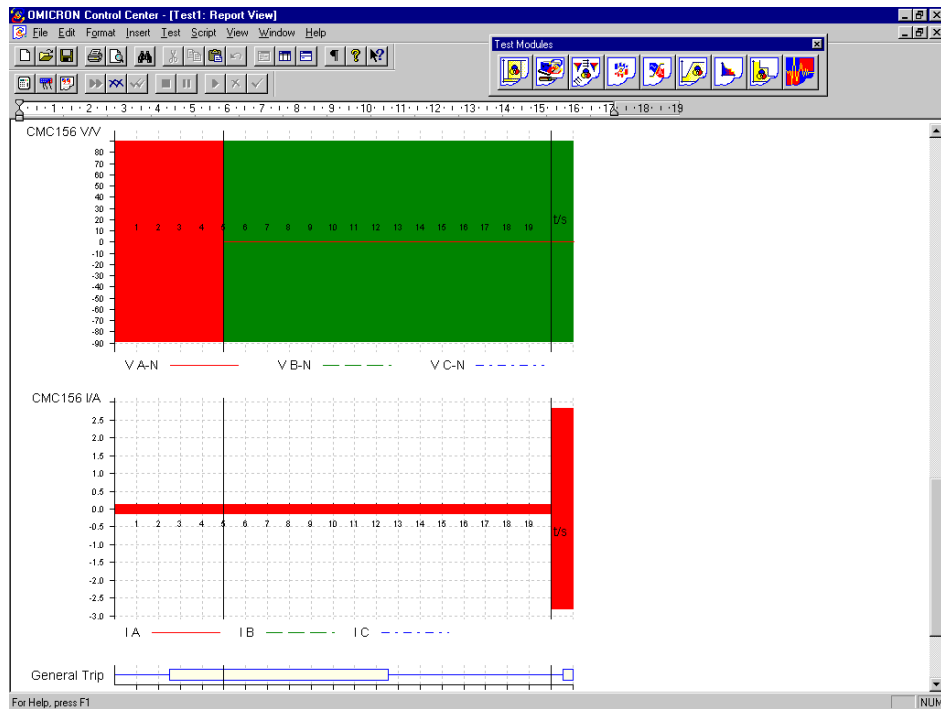 OMICRON Control Center - [Test1: Report View]
File Edit Format Insert Test Script View Window Help
Test Modules
1 2 3 4 5 6 7 8 9 10 11 12 13 14 15 16 17 18 19
CMC156 V/V
80
70
60
50
40
30
20
10
0
-10
-20
-30
-40
-50
-60
-70
-80
-90
1 2 3 4 5 6 7 8 9 10 11 12 13 14 15 16 17 18 19
t/s
V A-N V B-N V C-N
CMC156 I/A
2.5
2.0
1.5
1.0
0.5
0.0
-0.5
-1.0
-1.5
-2.0
-2.5
-3.0
1 2 3 4 5 6 7 8 9 10 11 12 13 14 15 16 17 18 19
t/s
I A I B I C
General Trip
For Help, press F1
NUM